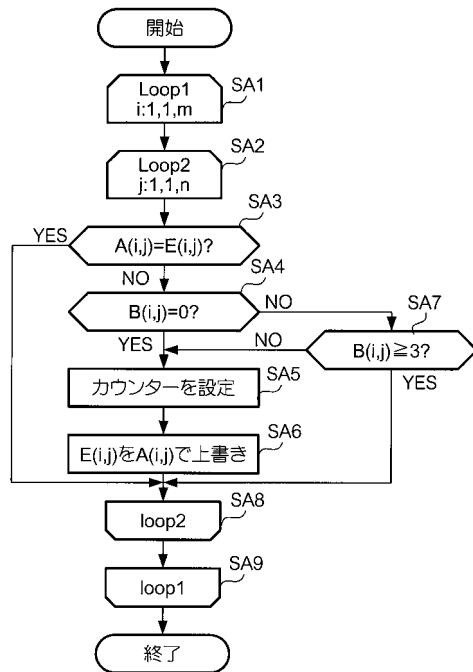 開始
Loop1
i:1,1,m
SA1
Loop2
j:1,1,n
SA2
SA3
YES
A(i,j)=E(i,j)?
NO
SA4
B(i,j)=0?
NO
SA7
YES
NO
B(i,j)≧3?
カウンターを設定
SA5
YES
E(i,j)をA(i,j)で上書き
SA6
loop2
SA8
loop1
SA9
終了